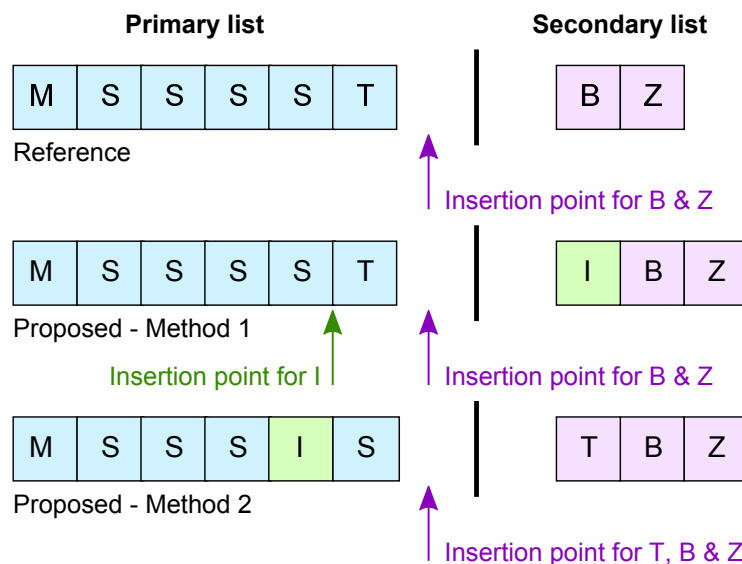 Primary list Secondary list
M S S S S T B Z
Reference
Insertion point for B & Z
M S S S S T I B Z
Proposed - Method 1
Insertion point for I Insertion point for B & Z
M S S S I S T B Z
Proposed - Method 2
Insertion point for T, B & Z